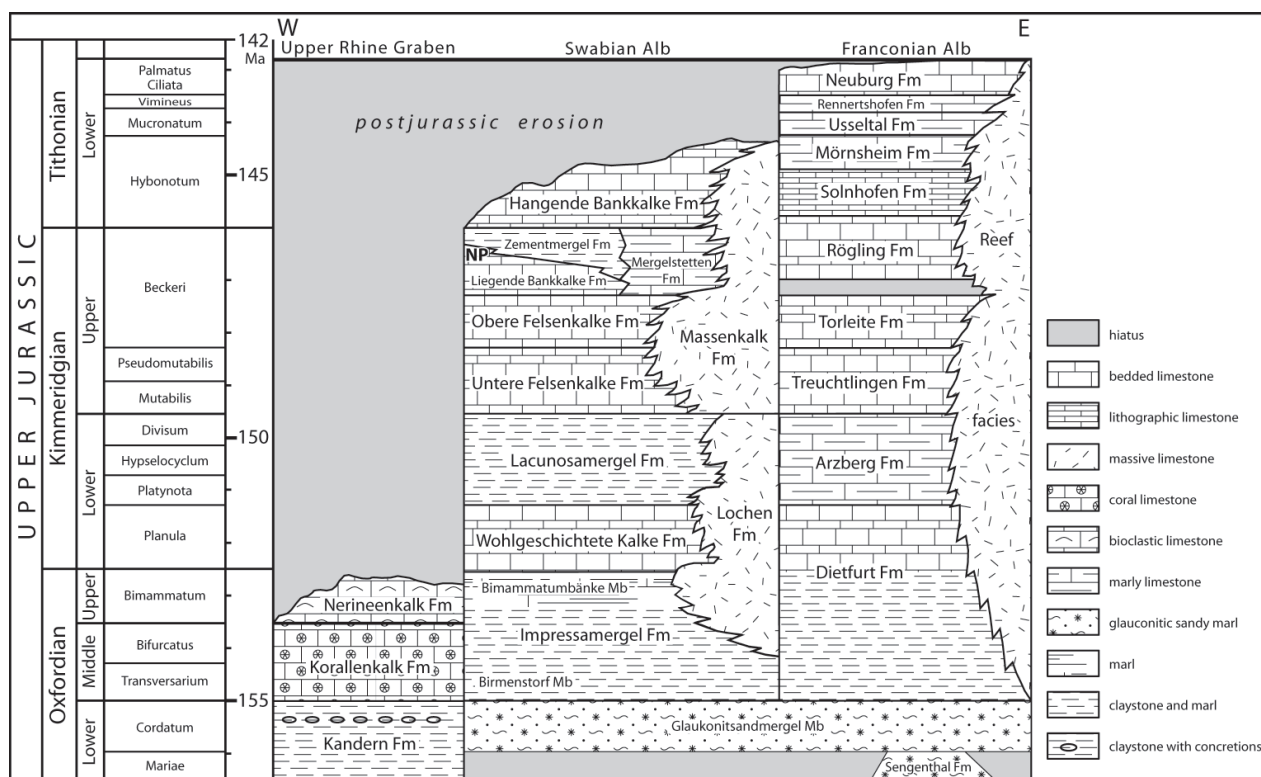 W
E
142
Ma
Upper Rhine Graben
Swabian Alb
Franconian Alb
UPPER JURASSIC
Tithonian
Kimmeridgian
Oxfordian
Lower
Upper
Lower
Upper
Middle
Lower
Palmatus
Ciliata
Vimineus
Mucronatum
Hybonotum
Beckeri
Pseudomutabilis
Mutabilis
Divisum
Hypselocyclum
Platynota
Planula
Bimammatum
Bifurcatus
Transversarium
Cordatum
Mariae
145
150
155
postjurassic erosion
Nerineenkalk Fm
Korallenkalk Fm
Kandern Fm
Hangende Bankkalke Fm
Zementmergel Fm
NP
Mergelstetten
Fm
Liegende Bankkalke Fm
Obere Felsenkalke Fm
Massenkalk
Fm
Untere Felsenkalke Fm
Lacunosamergel Fm
Lochen
Fm
Wohlgeschichtete Kalke Fm
Bimammatumbänke Mb
Impressamergel Fm
Birmenstorf Mb
Glaukonitsandmergel Mb
Sengenthal Fm
Neuburg Fm
Rennertshofen Fm
Usseltal Fm
Mörnsheim Fm
Solnhofen Fm
Rögling Fm
Torleite Fm
Treuchtlingen Fm
Arzberg Fm
Dietfurt Fm
Reef
facies
hiatus
bedded limestone
lithographic limestone
massive limestone
coral limestone
bioclastic limestone
marly limestone
glauconitic sandy marl
marl
claystone and marl
claystone with concretions